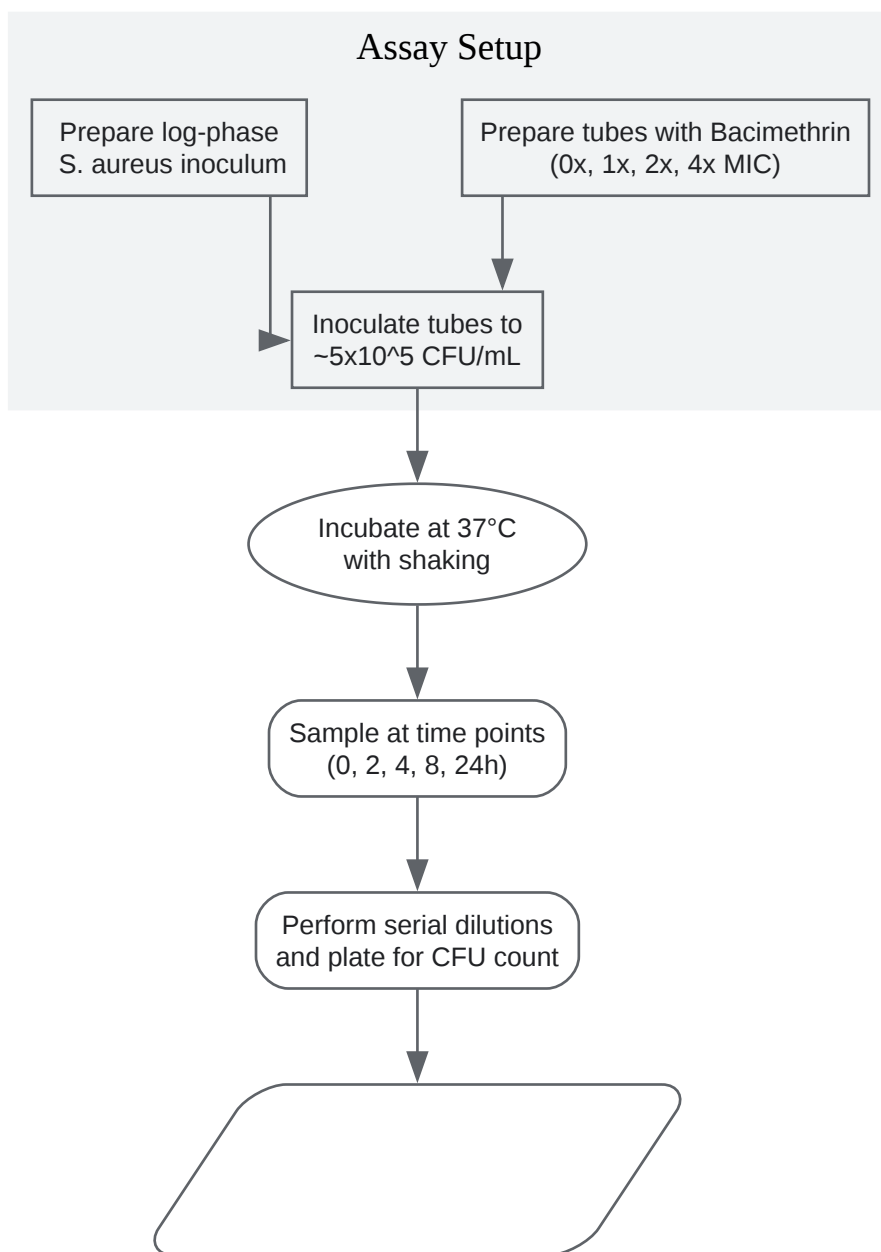 Assay Setup
Prepare log-phase
S. aureus inoculum
Prepare tubes with Bacimethrin
(0x, 1x, 2x, 4x MIC)
Inoculate tubes to
~5x10^5 CFU/mL
Incubate at 37°C
with shaking
Sample at time points
(0, 2, 4, 8, 24h)
Perform serial dilutions
and plate for CFU count